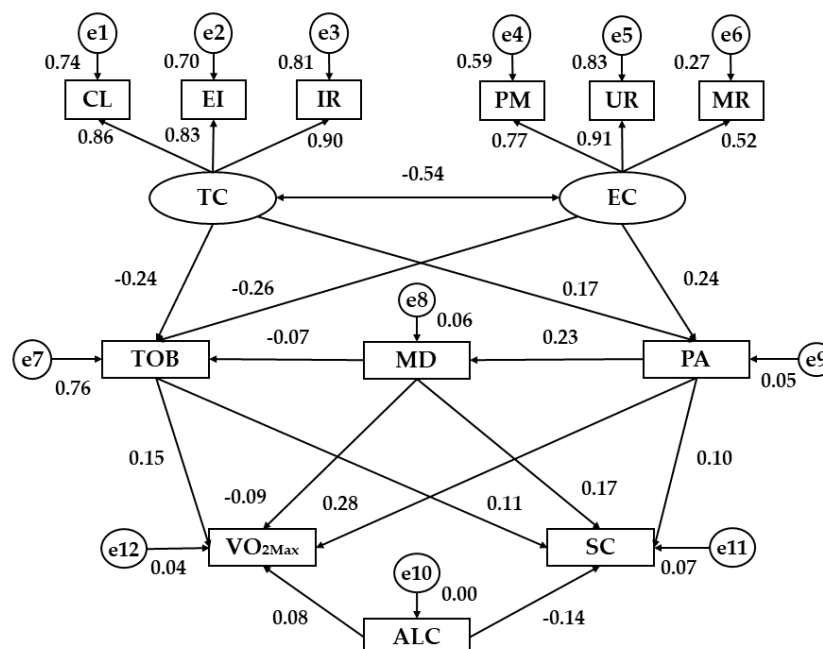 e1 e2 e3 e4 e5 e6
0.74 0.70 0.81 0.59 0.83 0.27
CL EI IR PM UR MR
0.86 0.83 0.90 0.77 0.91 0.52
TC -0.54 EC
-0.24 -0.26 0.17 0.24
e8
0.06
-0.07 0.23
e7 TOB MD PA e9
0.76 0.05
0.15 0.10
-0.09 0.28 0.11 0.17
e12 VO2Max SC e11
0.04 0.07
e10
0.00
0.08 -0.14
ALC